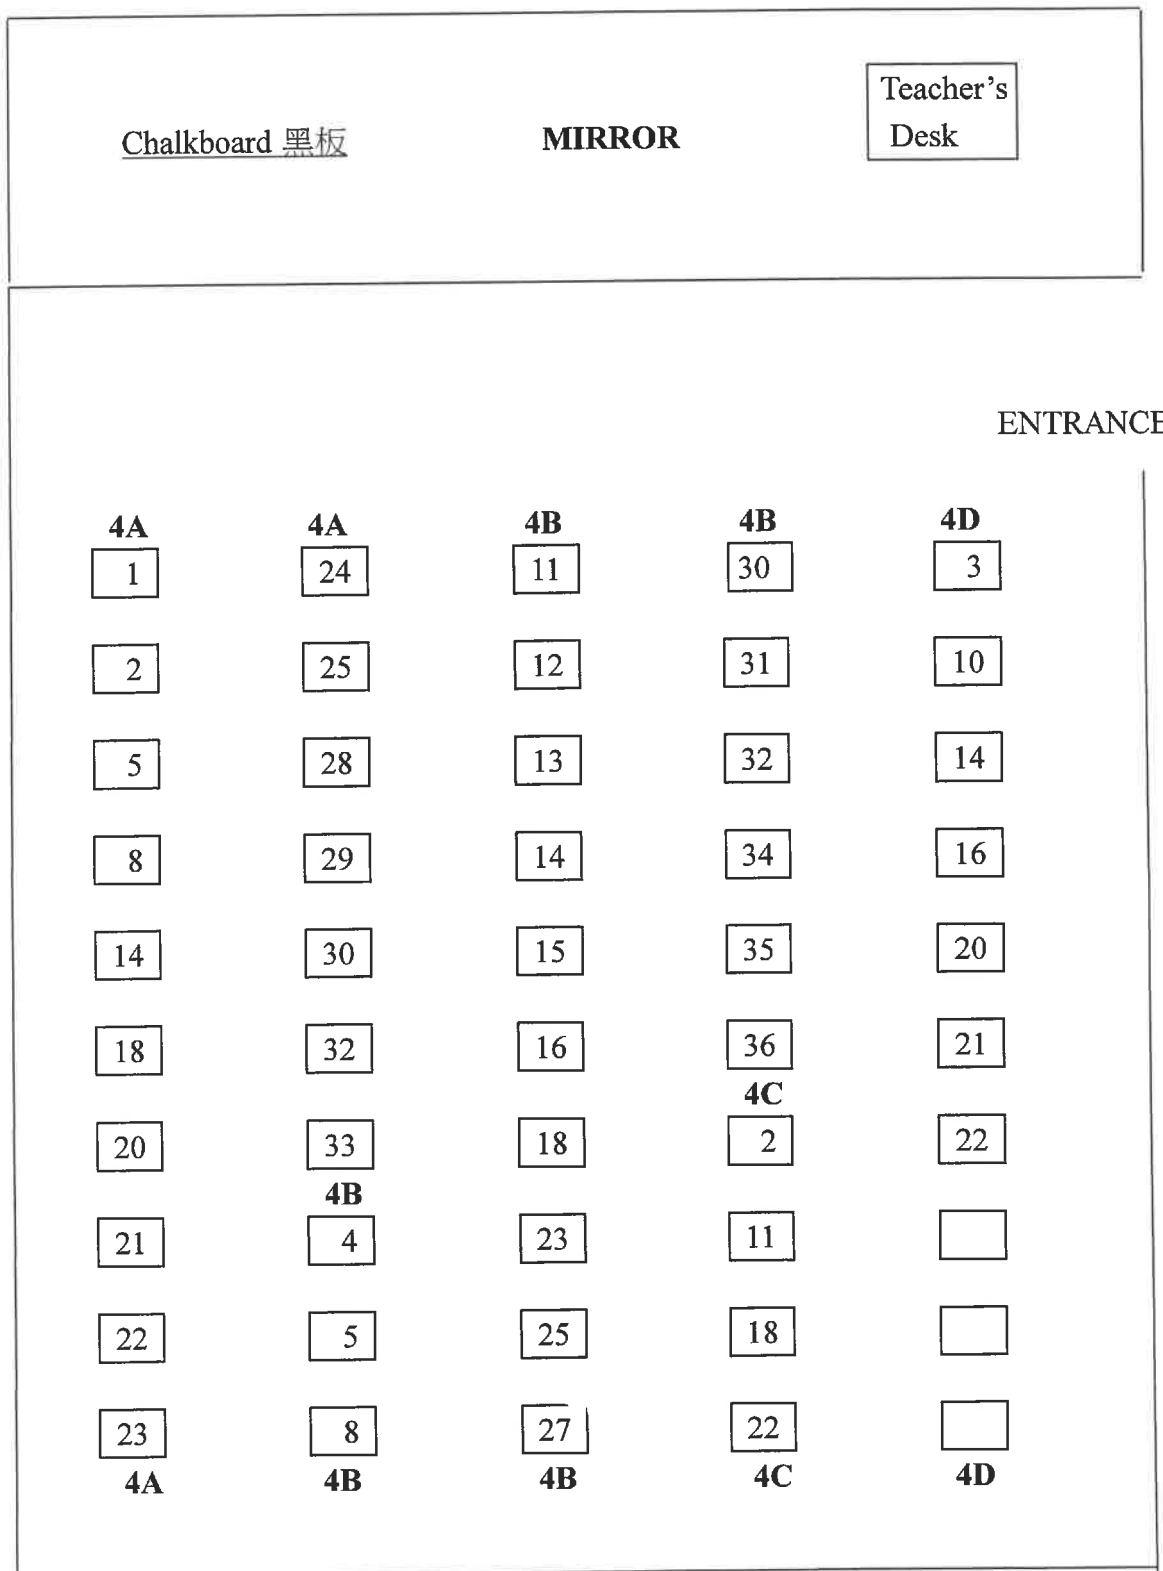 Teacher's
Desk
Chalkboard 黑板 MIRROR
ENTRANCE
4A 4A 4B 4B 4D
1 24 11 30 3
2 25 12 31 10
5 28 13 32 14
8 29 14 34 16
14 30 15 35 20
18 32 16 36 21
4C
20 33 18 2 22
4B
21 4 23 11
22 5 25 18
23 8 27 22
4A 4B 4B 4C 4D